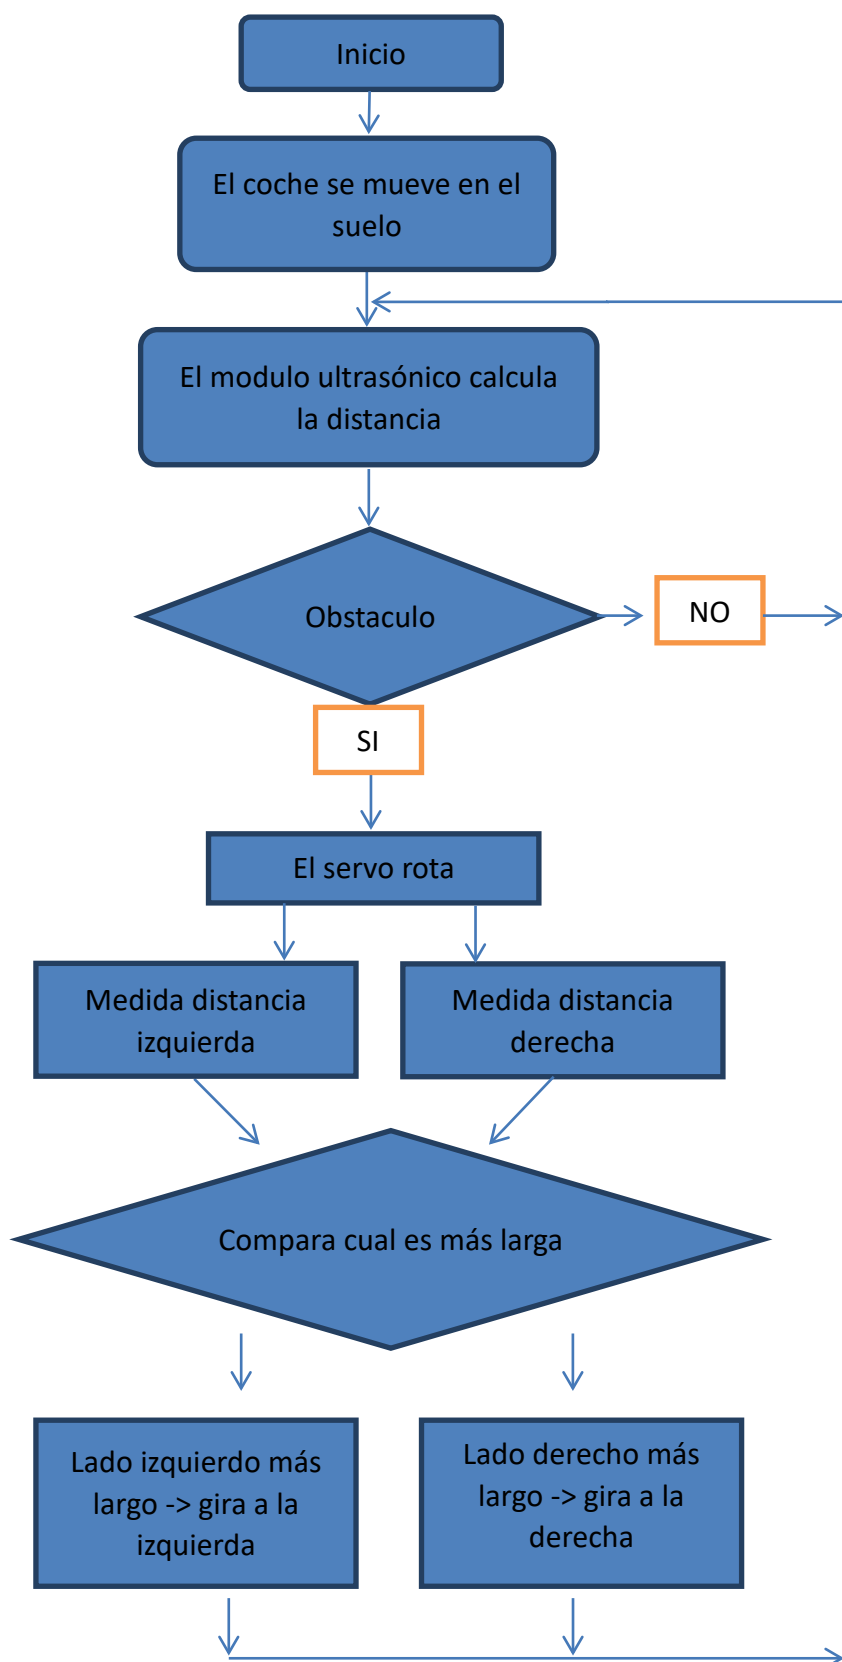 Inicio
El coche se mueve en el
suelo
El modulo ultrasónico calcula
la distancia
Obstaculo
NO
SI
El servo rota
Medida distancia
izquierda
Medida distancia
derecha
Compara cual es más larga
Lado izquierdo más
largo -> gira a la
izquierda
Lado derecho más
largo -> gira a la
derecha